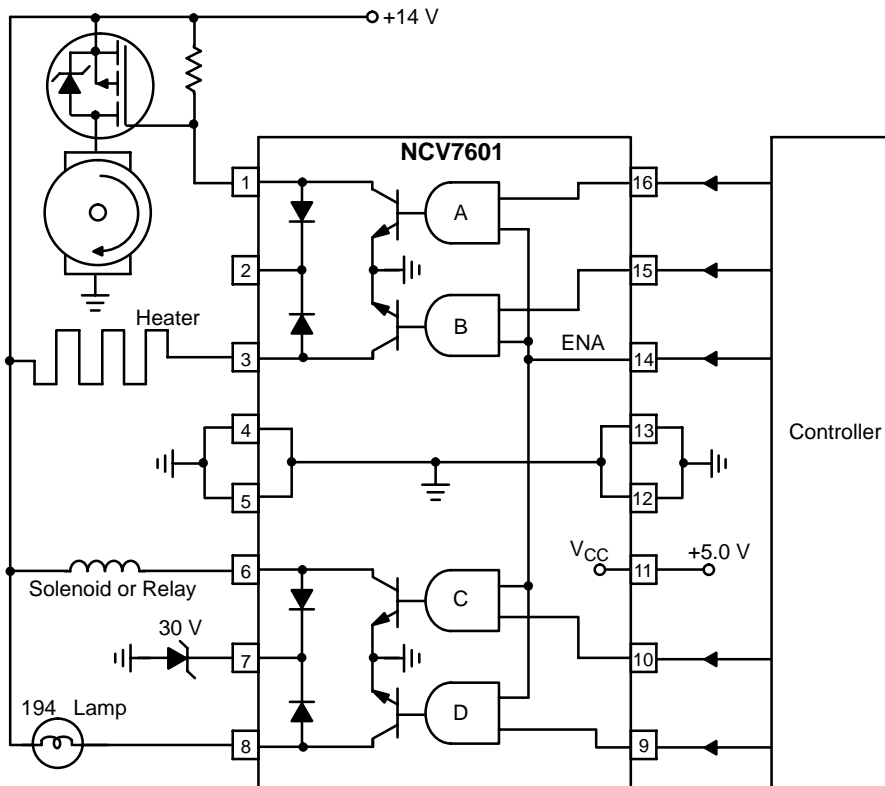 +14 V
NCV7601
1
A
16
2
15
B
Heater
ENA
3
14
4
13
Controller
5
12
VCC
+5.0 V
6
11
Solenoid or Relay
C
30 V
7
10
194 Lamp
D
8
9